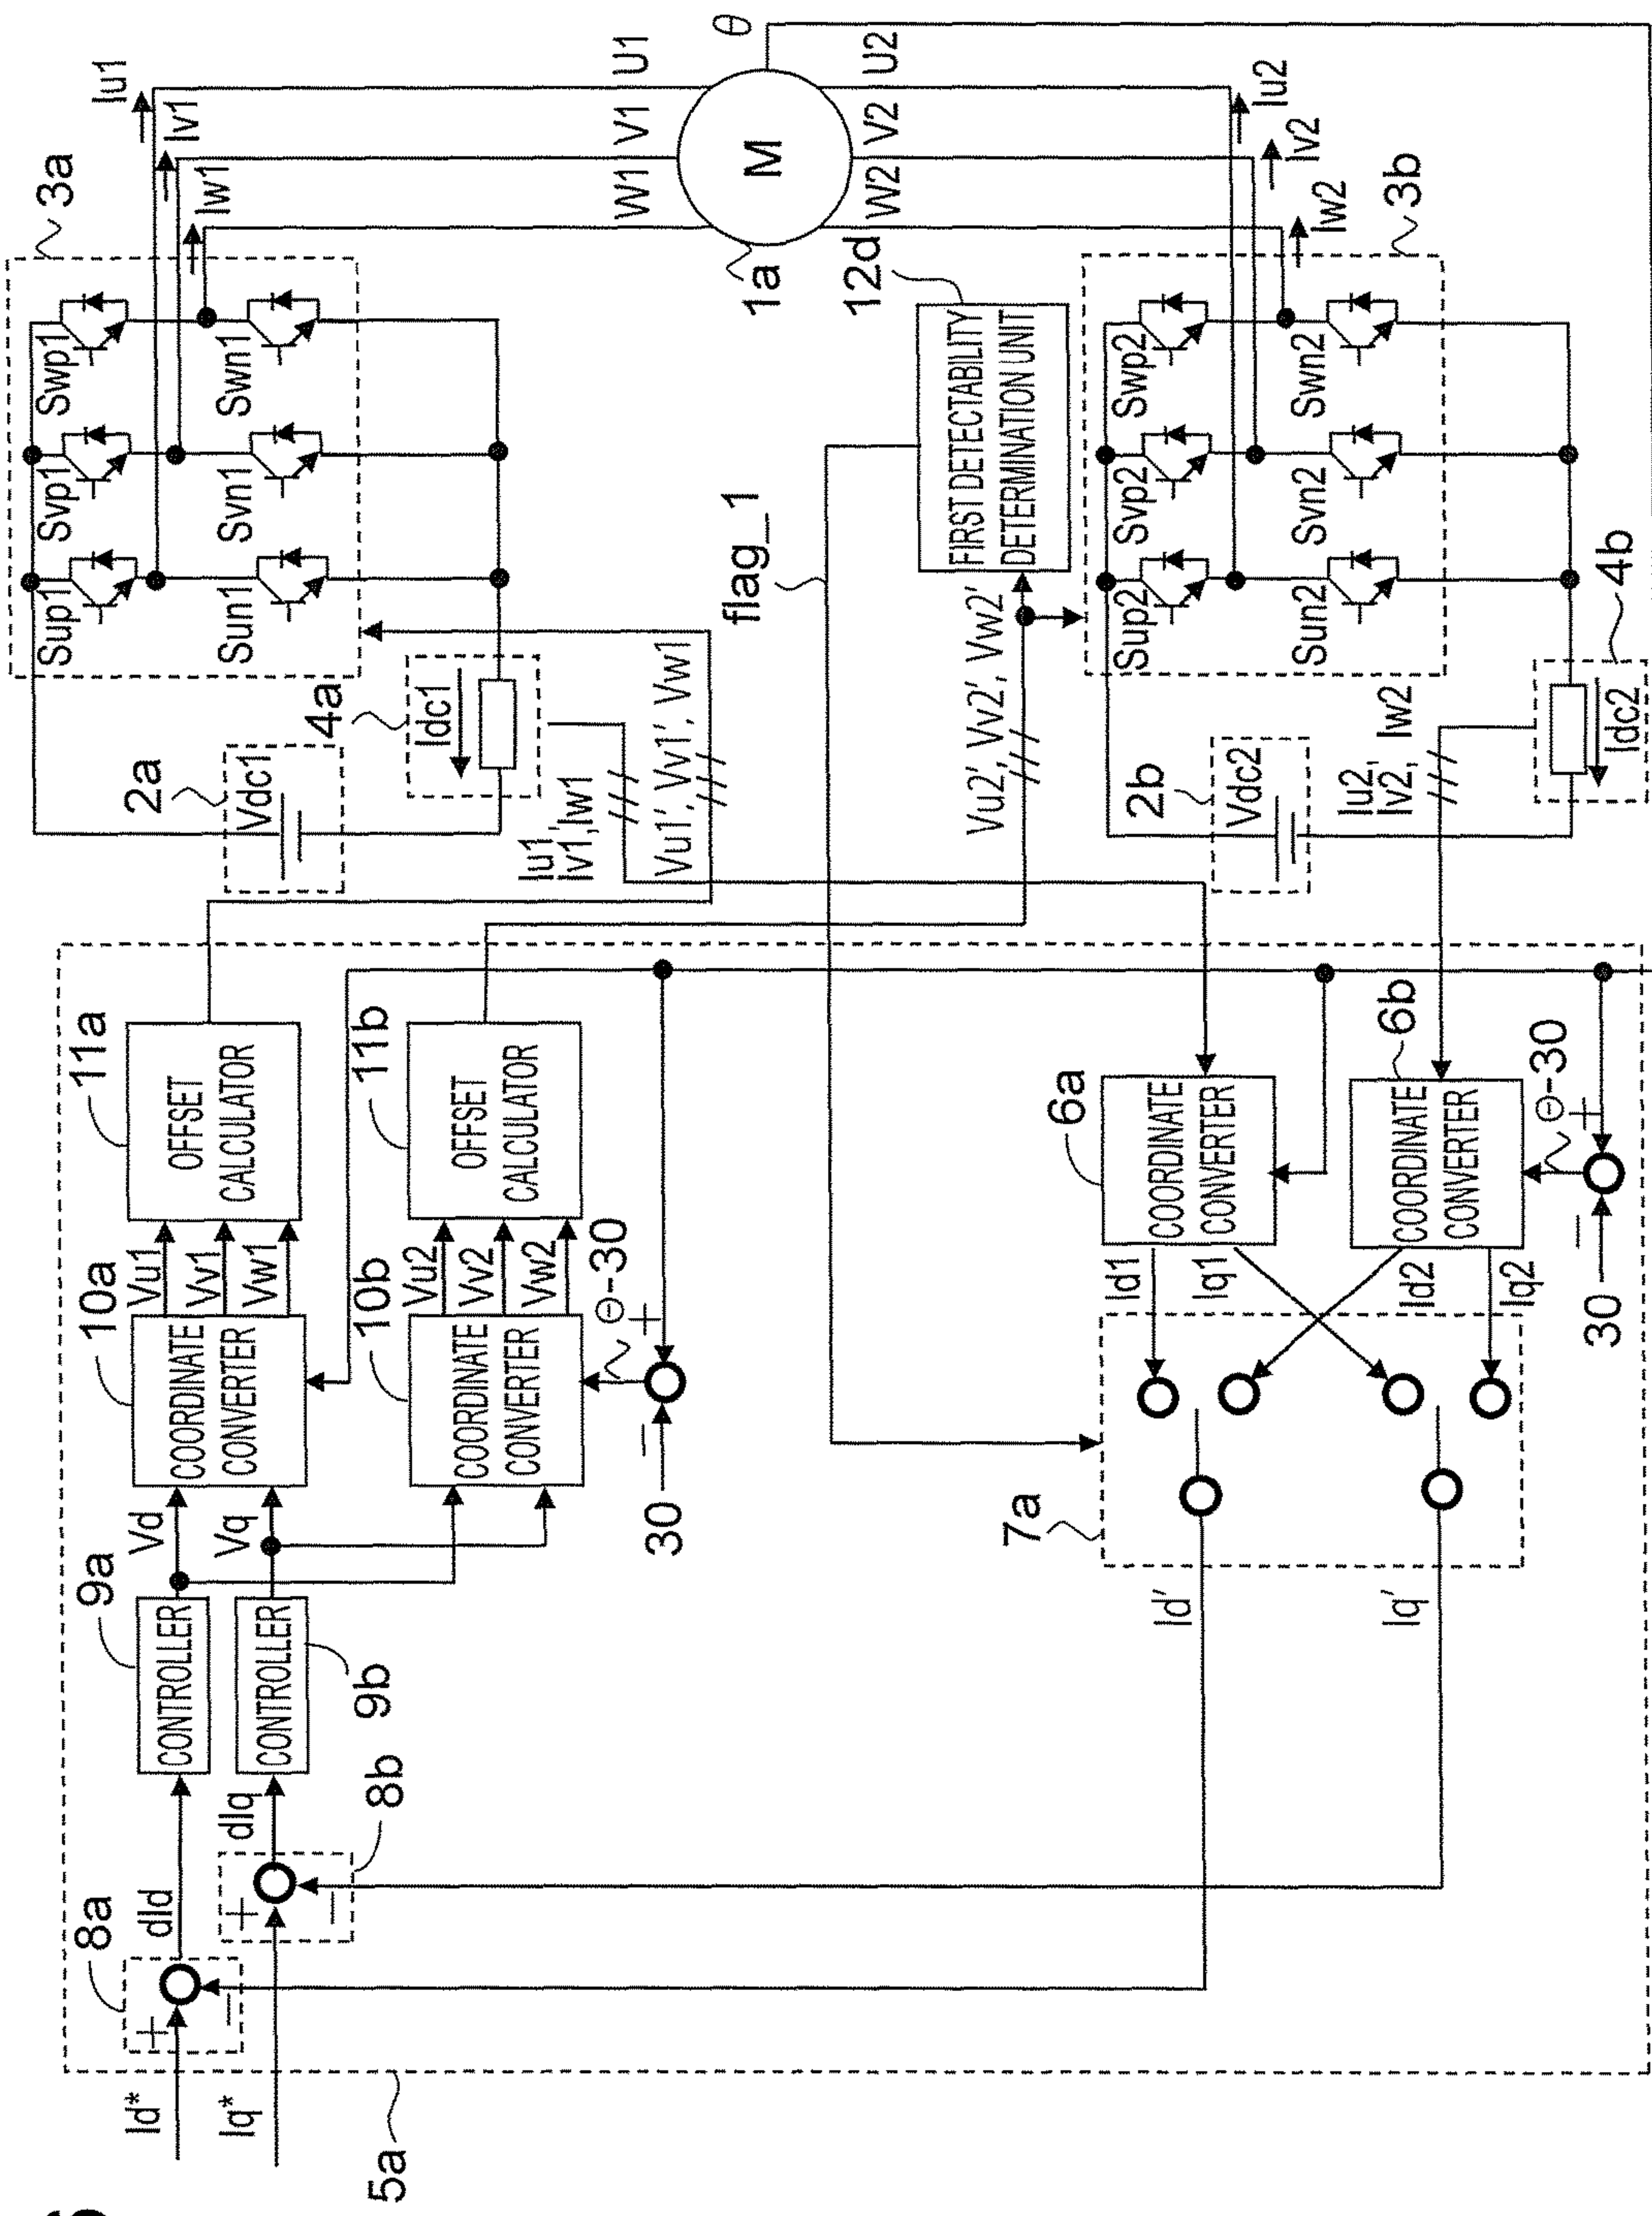 Id*
Iq*
5a
8a
+
−
dId
8b
+
−
dIq
9a
CONTROLLER
9b
CONTROLLER
Vd
Vq
10a
COORDINATE
CONVERTER
Vu1
Vv1
Vw1
11a
OFFSET
CALCULATOR
10b
COORDINATE
CONVERTER
Vu2
Vv2
Vw2
11b
OFFSET
CALCULATOR
Θ-30
+
−
30
2a
Vdc1
3a
Sup1
Svp1
Swp1
Sun1
Svn1
Swn1
Iu1
Iv1
Iw1
4a
Idc1
Iu1,
Iv1,Iw1
Vu1', Vv1', Vw1
U1
V1
W1
θ
M
1a
U2
V2
W2
flag_1
12d
FIRST DETECTABILITY
DETERMINATION UNIT
Vu2', Vv2', Vw2'
2b
Vdc2
3b
Sup2
Svp2
Swp2
Sun2
Svn2
Swn2
Iu2
Iv2
Iw2
4b
Idc2
Iu2,
Iv2, Iw2
6a
COORDINATE
CONVERTER
Id1
Iq1
6b
COORDINATE
CONVERTER
Id2
Iq2
Θ-30
+
−
30
7a
Id'
Iq'